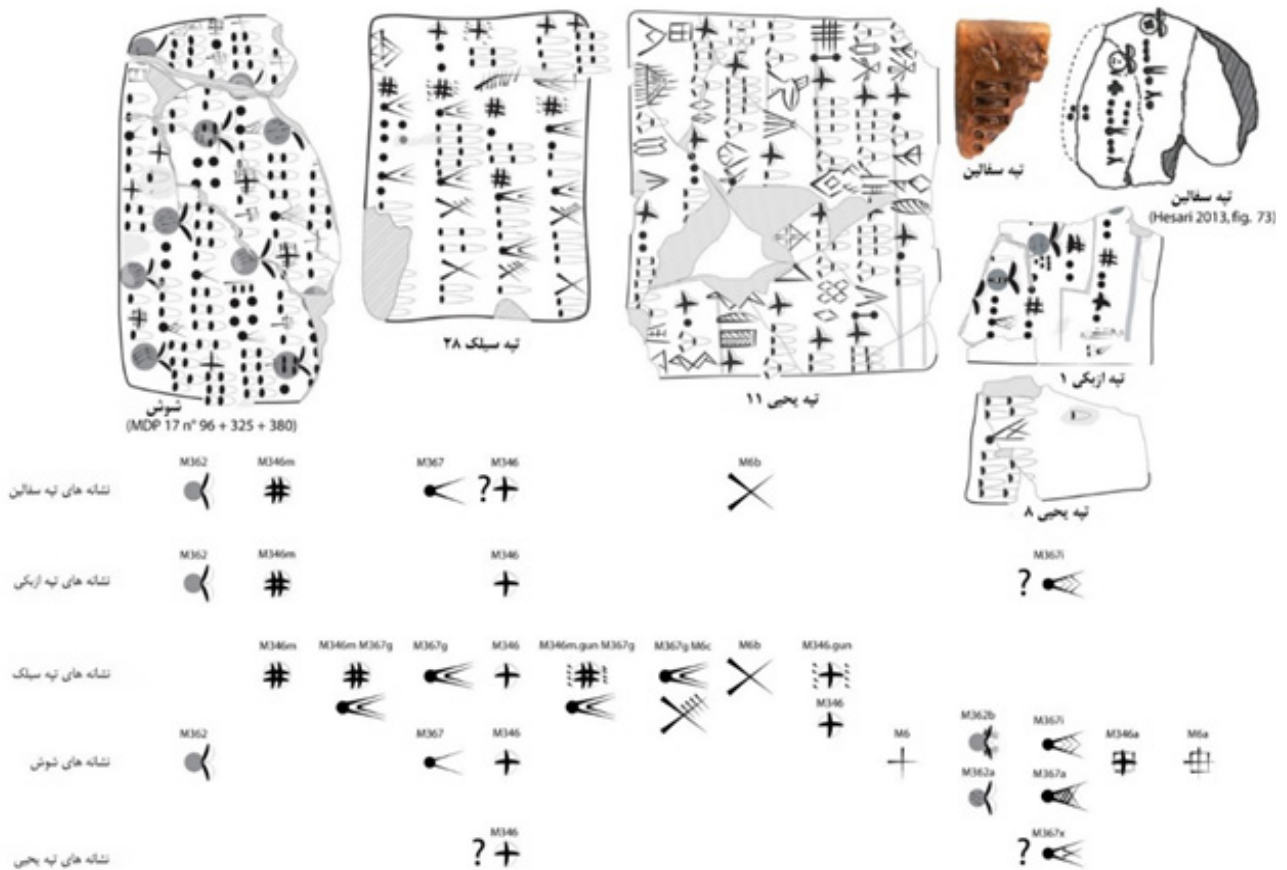 تپه سفالین
تپه سفالین
(Hesari 2013, fig. 73)
تپه سیلک ۲۸
تپه یحیی ۱۱
تپه ازبکی ۱
شوش
(MDP 17 n° 96 + 325 + 380)
تپه یحیی ۸
نشانه های تپه سفالین
M362 M346m M367 M346 M6b
?
نشانه های تپه ازبکی
M362 M346m M346 M367i
?
نشانه های تپه سیلک
M346m M346m M367g M367g M346 M346m.gun M367g M367g M6c M6b M346.gun
M346
نشانه های شوش
M362 M367 M346 M6 M362b M367i M346a M6a
M362a M367a
نشانه های تپه یحیی
M346 M367x
? ?